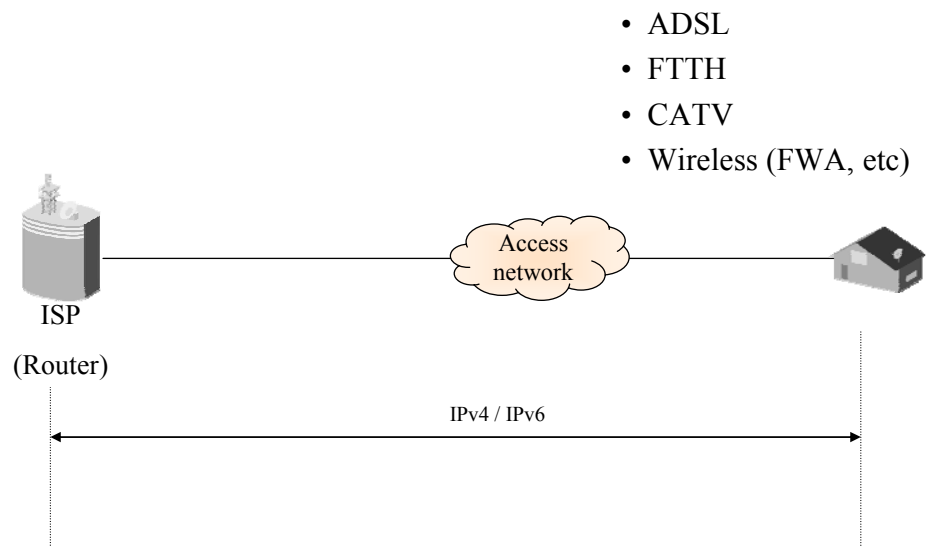 • ADSL
• FTTH
• CATV
• Wireless (FWA, etc)
Access
network
ISP
(Router)
IPv4 / IPv6